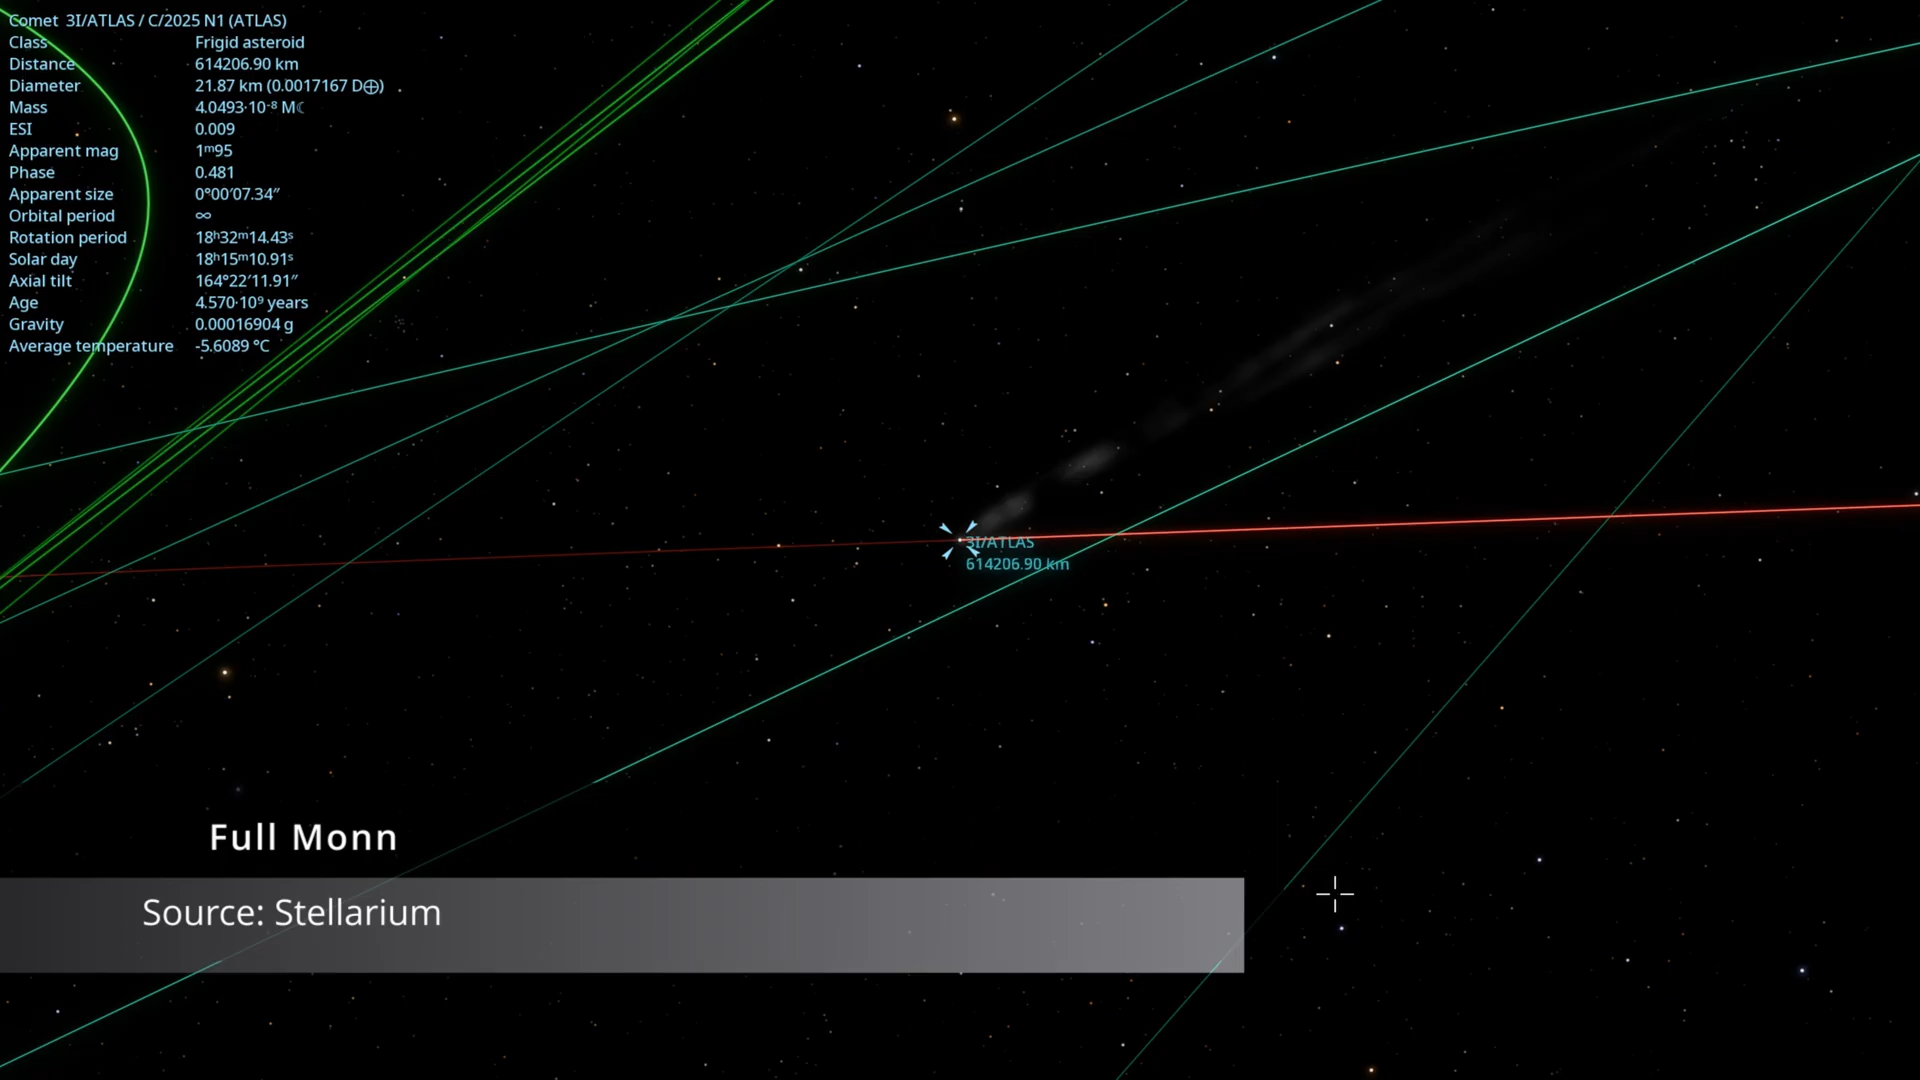 Comet 3I/ATLAS / C/2025 N1 (ATLAS)
Class Frigid asteroid
Distance 614206.90 km
Diameter 21.87 km (0.0017167 D⊕)
Mass 4.0493·10⁻⁸ M☾
ESI 0.009
Apparent mag 1ᵐ95
Phase 0.481
Apparent size 0°00′07.34″
Orbital period ∞
Rotation period 18ʰ32ᵐ14.43ˢ
Solar day 18ʰ15ᵐ10.91ˢ
Axial tilt 164°22′11.91″
Age 4.570·10⁹ years
Gravity 0.00016904 g
Average temperature -5.6089 °C
3I/ATLAS
614206.90 km
Full Monn
Source: Stellarium